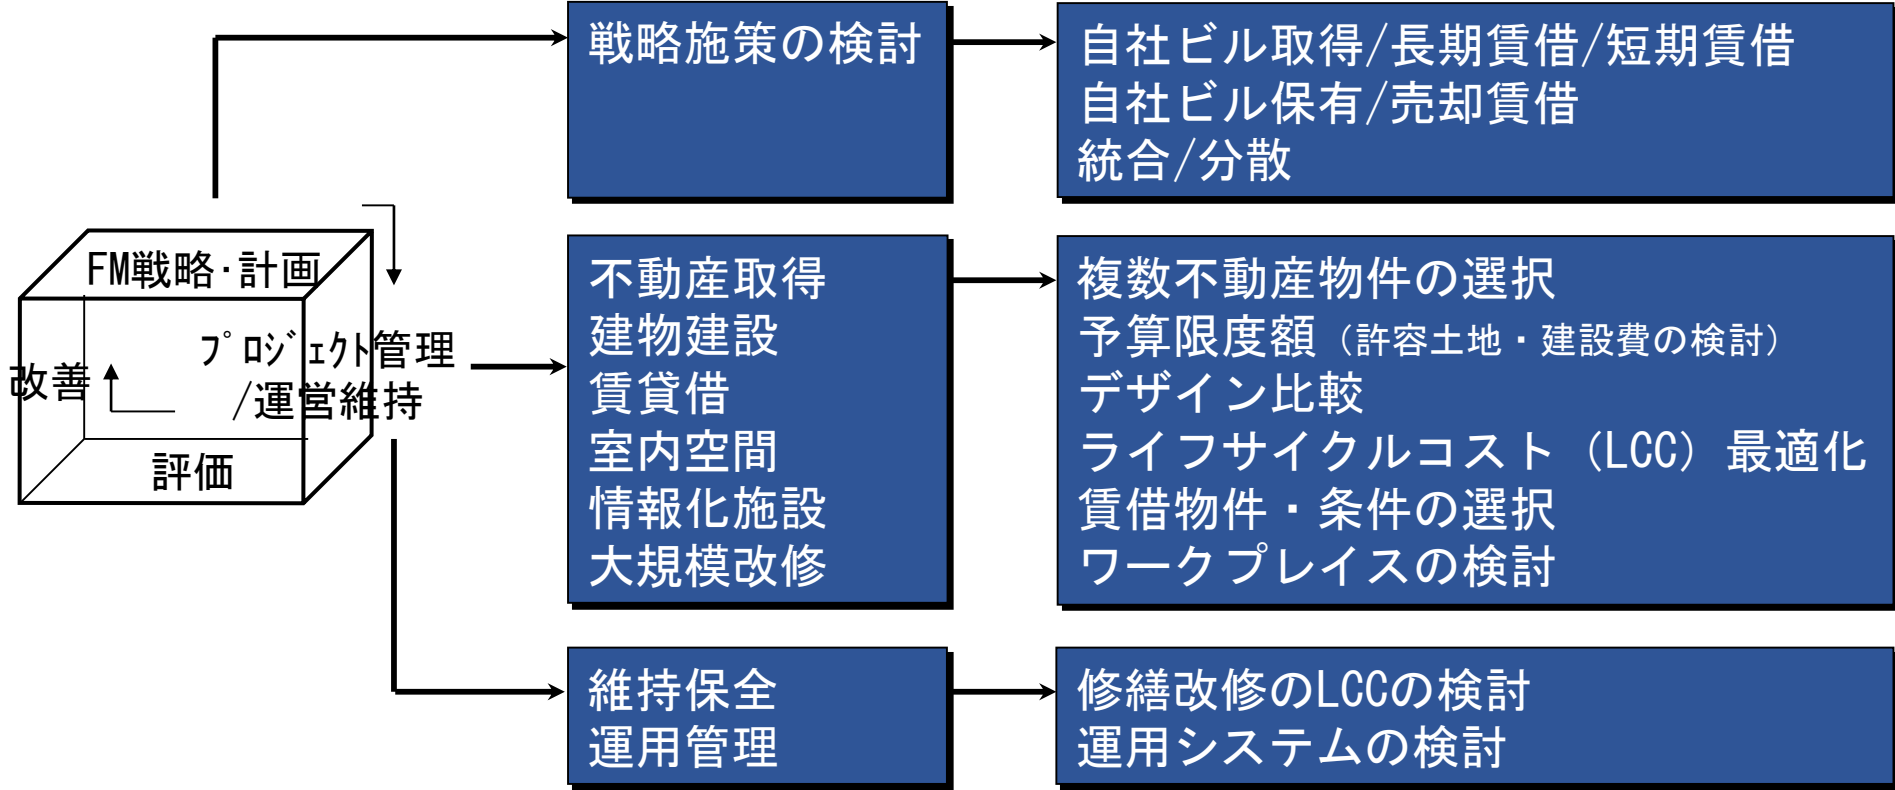 戦略施策の検討
自社ビル取得/長期賃借/短期賃借
自社ビル保有/売却賃借
統合/分散
FM戦略・計画
プロジェクト管理
/運営維持
改善
評価
不動産取得
建物建設
賃貸借
室内空間
情報化施設
大規模改修
複数不動産物件の選択
予算限度額（許容土地・建設費の検討）
デザイン比較
ライフサイクルコスト（LCC）最適化
賃借物件・条件の選択
ワークプレイスの検討
維持保全
運用管理
修繕改修のLCCの検討
運用システムの検討